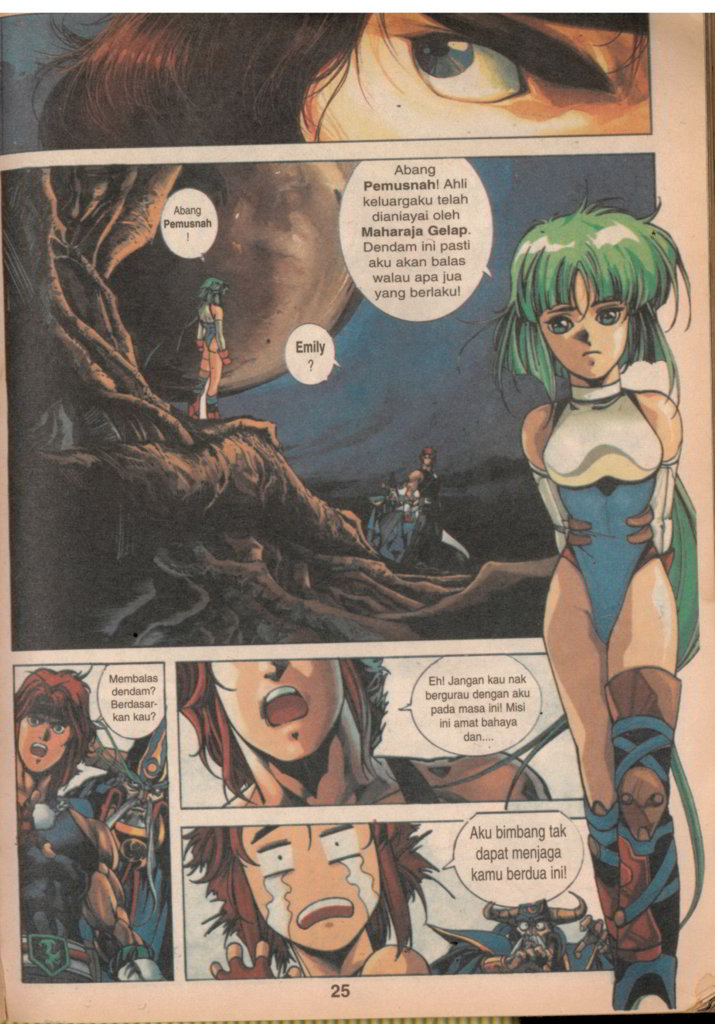 Abang
Pemusnah
!
Abang
Pemusnah! Ahli
keluargaku telah
dianiayai oleh
Maharaja Gelap.
Dendam ini pasti
aku akan balas
walau apa jua
yang berlaku!
Emily
?
Membalas
dendam?
Berdasar-
kan kau?
Eh! Jangan kau nak
bergurau dengan aku
pada masa ini! Misi
ini amat bahaya
dan....
Aku bimbang tak
dapat menjaga
kamu berdua ini!
25